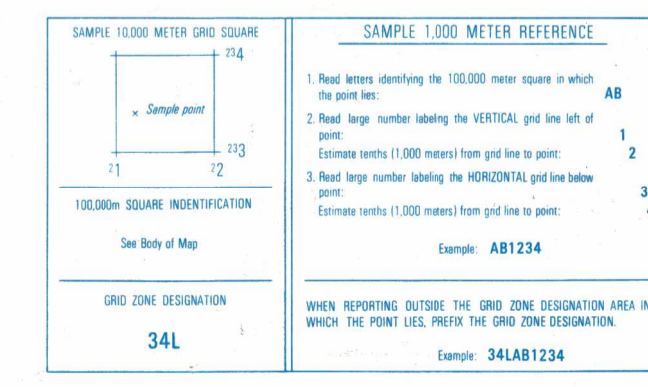 SAMPLE 10,000 METER GRID SQUARE
234
× Sample point
233
21 22
100,000m SQUARE INDENTIFICATION
See Body of Map
GRID ZONE DESIGNATION
34L
SAMPLE 1,000 METER REFERENCE
1. Read letters identifying the 100,000 meter square in which
the point lies: AB
2. Read large number labeling the VERTICAL grid line left of
point: 1
Estimate tenths (1,000 meters) from grid line to point: 2
3. Read large number labeling the HORIZONTAL grid line below
point: 3
Estimate tenths (1,000 meters) from grid line to point:
Example: AB1234
WHEN REPORTING OUTSIDE THE GRID ZONE DESIGNATION AREA IN
WHICH THE POINT LIES, PREFIX THE GRID ZONE DESIGNATION.
Example: 34LAB1234